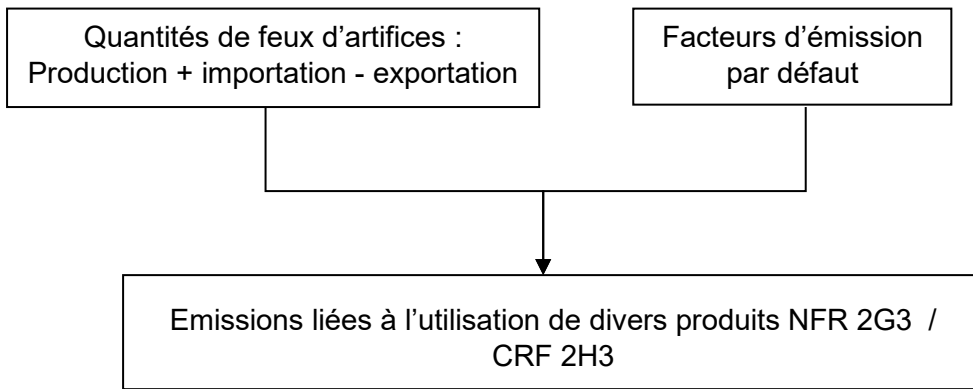 Quantités de feux d'artifices :
Production + importation - exportation
Facteurs d'émission
par défaut
Emissions liées à l'utilisation de divers produits NFR 2G3 /
CRF 2H3